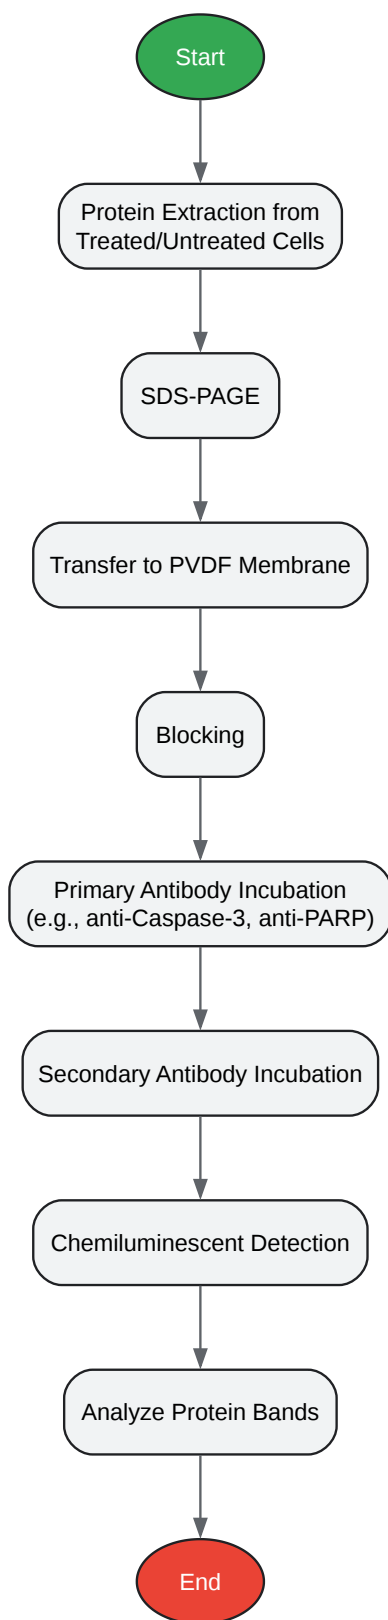 Start
Protein Extraction from
Treated/Untreated Cells
SDS-PAGE
Transfer to PVDF Membrane
Blocking
Primary Antibody Incubation
(e.g., anti-Caspase-3, anti-PARP)
Secondary Antibody Incubation
Chemiluminescent Detection
Analyze Protein Bands
End